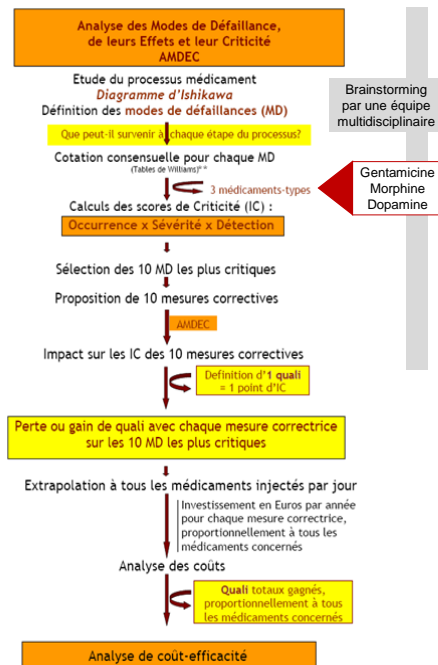 Analyse des Modes de Défaillance,
de leurs Effets et leur Criticité
AMDEC
Etude du processus médicament
Diagramme d'Ishikawa
Définition des modes de défaillances (MD)
Brainstorming
par une équipe
multidisciplinaire
Que peut-il survenir à chaque étape du processus?
Cotation consensuelle pour chaque MD
(Tables de Williams)**
3 médicaments-types
Gentamicine
Morphine
Dopamine
Calculs des scores de Criticité (IC) :
Occurrence x Sévérité x Détection
Sélection des 10 MD les plus critiques
Proposition de 10 mesures correctives
AMDEC
Impact sur les IC des 10 mesures correctives
Definition d'1 quali
= 1 point d'IC
Perte ou gain de quali avec chaque mesure correctrice
sur les 10 MD les plus critiques
Extrapolation à tous les médicaments injectés par jour
Investissement en Euros par année
pour chaque mesure correctrice,
proportionnellement à tous les
médicaments concernés
Analyse des coûts
Quali totaux gagnés,
proportionnellement à tous
les médicaments concernés
Analyse de coût-efficacité